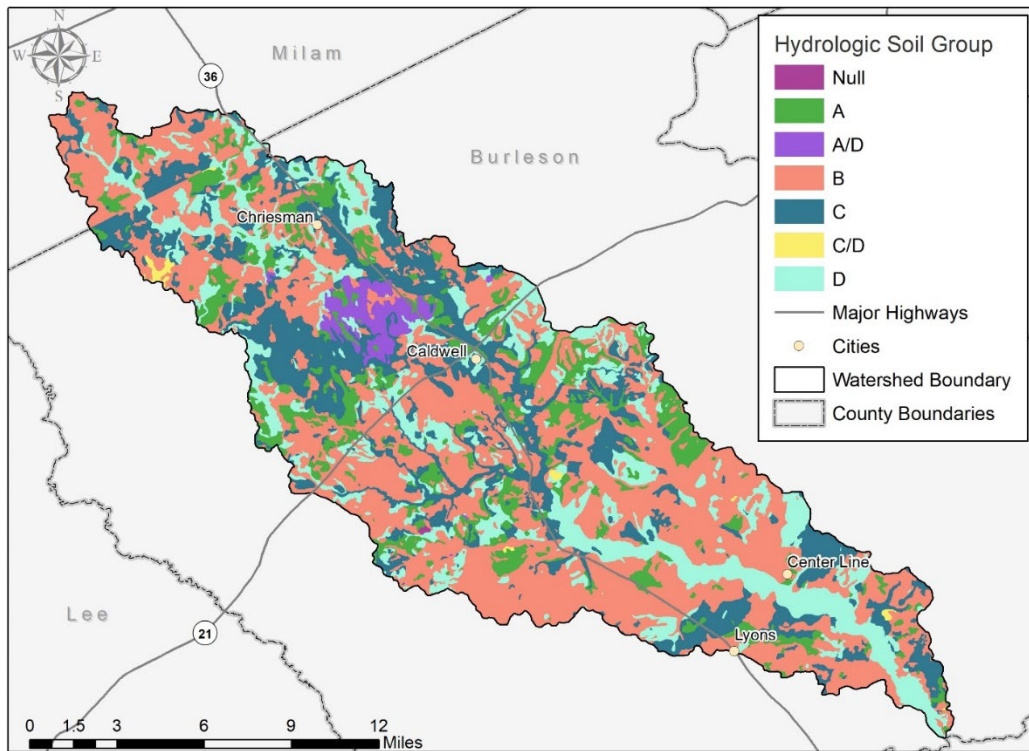 N
W
E
S
36
Milam
Burleson
Chriesman
Caldwell
Center Line
Lyons
Lee
21
0 1.5 3 6 9 12
Miles
Hydrologic Soil Group
Null
A
A/D
B
C
C/D
D
Major Highways
Cities
Watershed Boundary
County Boundaries